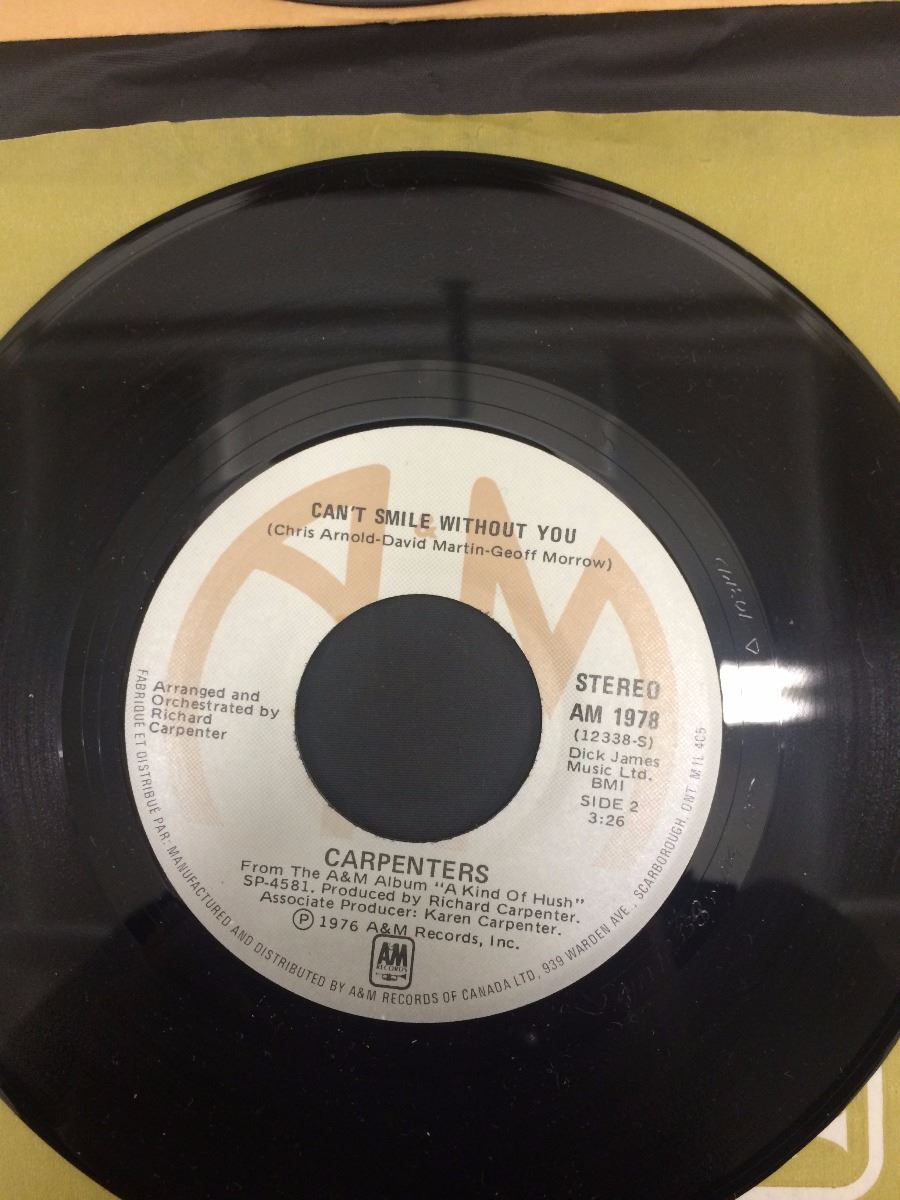 CAN'T SMILE WITHOUT YOU
(Chris Arnold-David Martin-Geoff Morrow)
Arranged and
Orchestrated by
Richard
Carpenter
STEREO
AM 1978
(12338-S)
Dick James
Music Ltd.
BMI
SIDE 2
3:26
CARPENTERS
From The A&M Album "A Kind Of Hush"
SP-4581. Produced by Richard Carpenter.
Associate Producer: Karen Carpenter.
Ⓟ 1976 A&M Records, Inc.
A&M
RECORDS
FABRIQUE ET DISTRIBUE PAR: MANUFACTURED AND DISTRIBUTED BY A&M RECORDS OF CANADA LTD, 939 WARDEN AVE., SCARBOROUGH, ONT. M1L 4C5
A&M